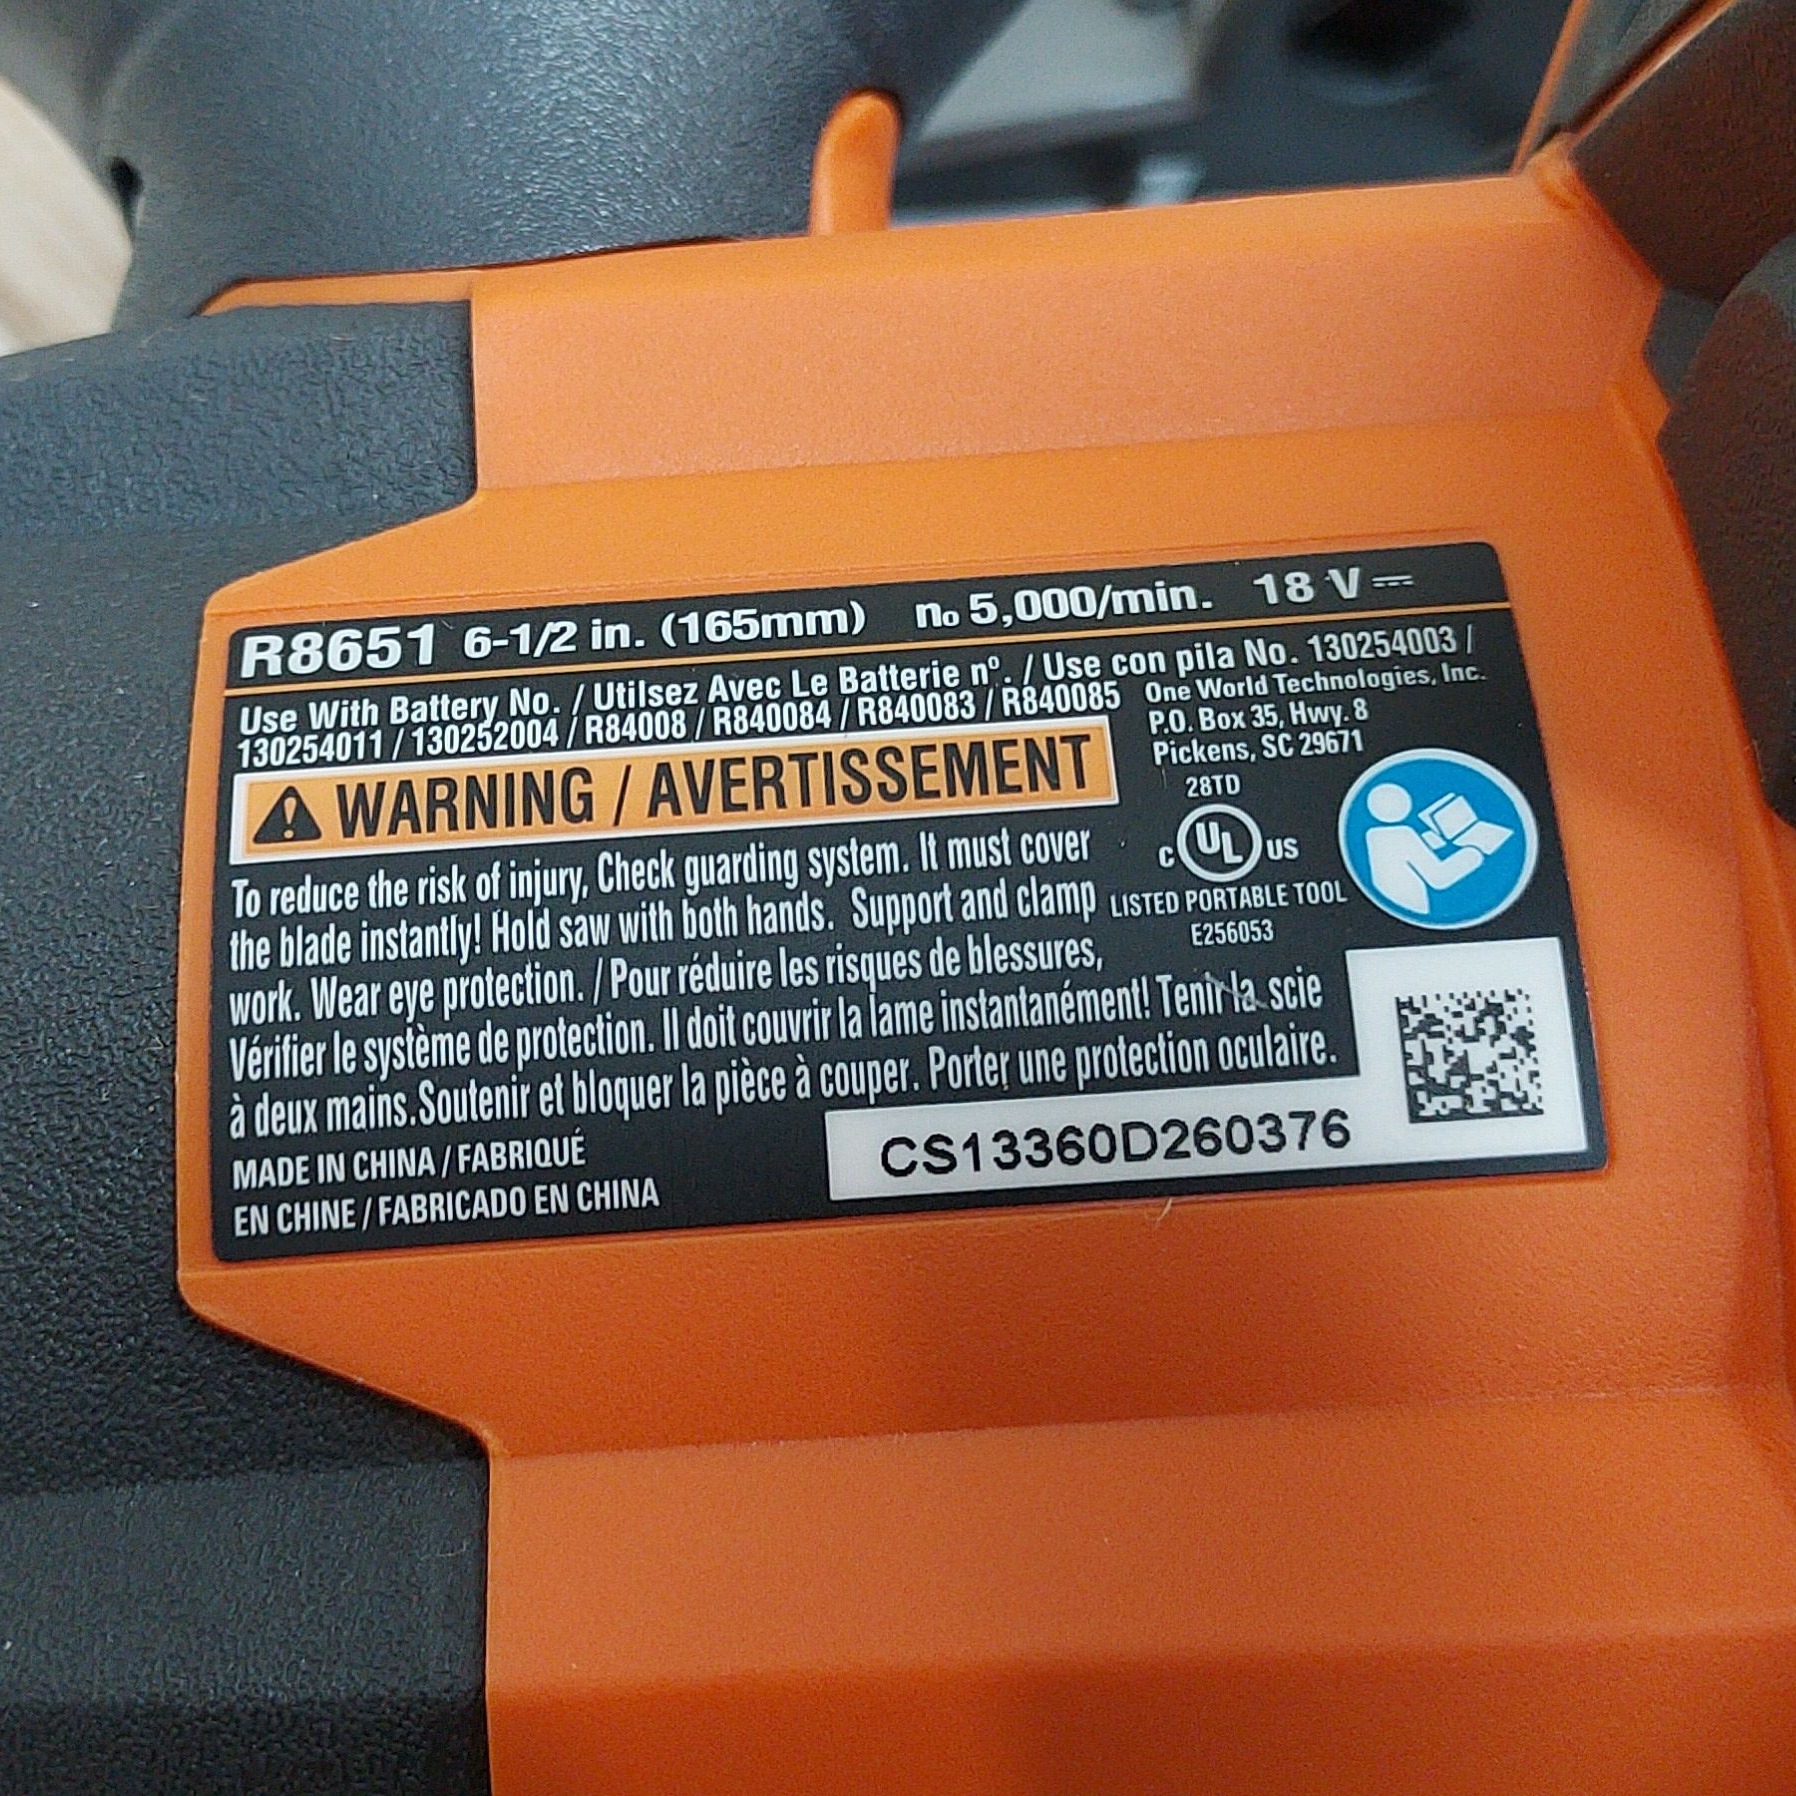 R8651 6-1/2 in. (165mm) no 5,000/min. 18 V
Use With Battery No. / Utilsez Avec Le Batterie nº. / Use con pila No. 130254003 /
130254011 / 130252004 / R84008 / R840084 / R840083 / R840085
One World Technologies, Inc.
P.O. Box 35, Hwy. 8
Pickens, SC 29671
28TD
C UL US
LISTED PORTABLE TOOL
E256053
WARNING / AVERTISSEMENT
To reduce the risk of injury, Check guarding system. It must cover
the blade instantly! Hold saw with both hands. Support and clamp
work. Wear eye protection. / Pour réduire les risques de blessures,
Vérifier le système de protection. Il doit couvrir la lame instantanément! Tenir la scie
à deux mains.Soutenir et bloquer la pièce à couper. Porter une protection oculaire.
MADE IN CHINA / FABRIQUÉ
EN CHINE / FABRICADO EN CHINA
CS13360D260376